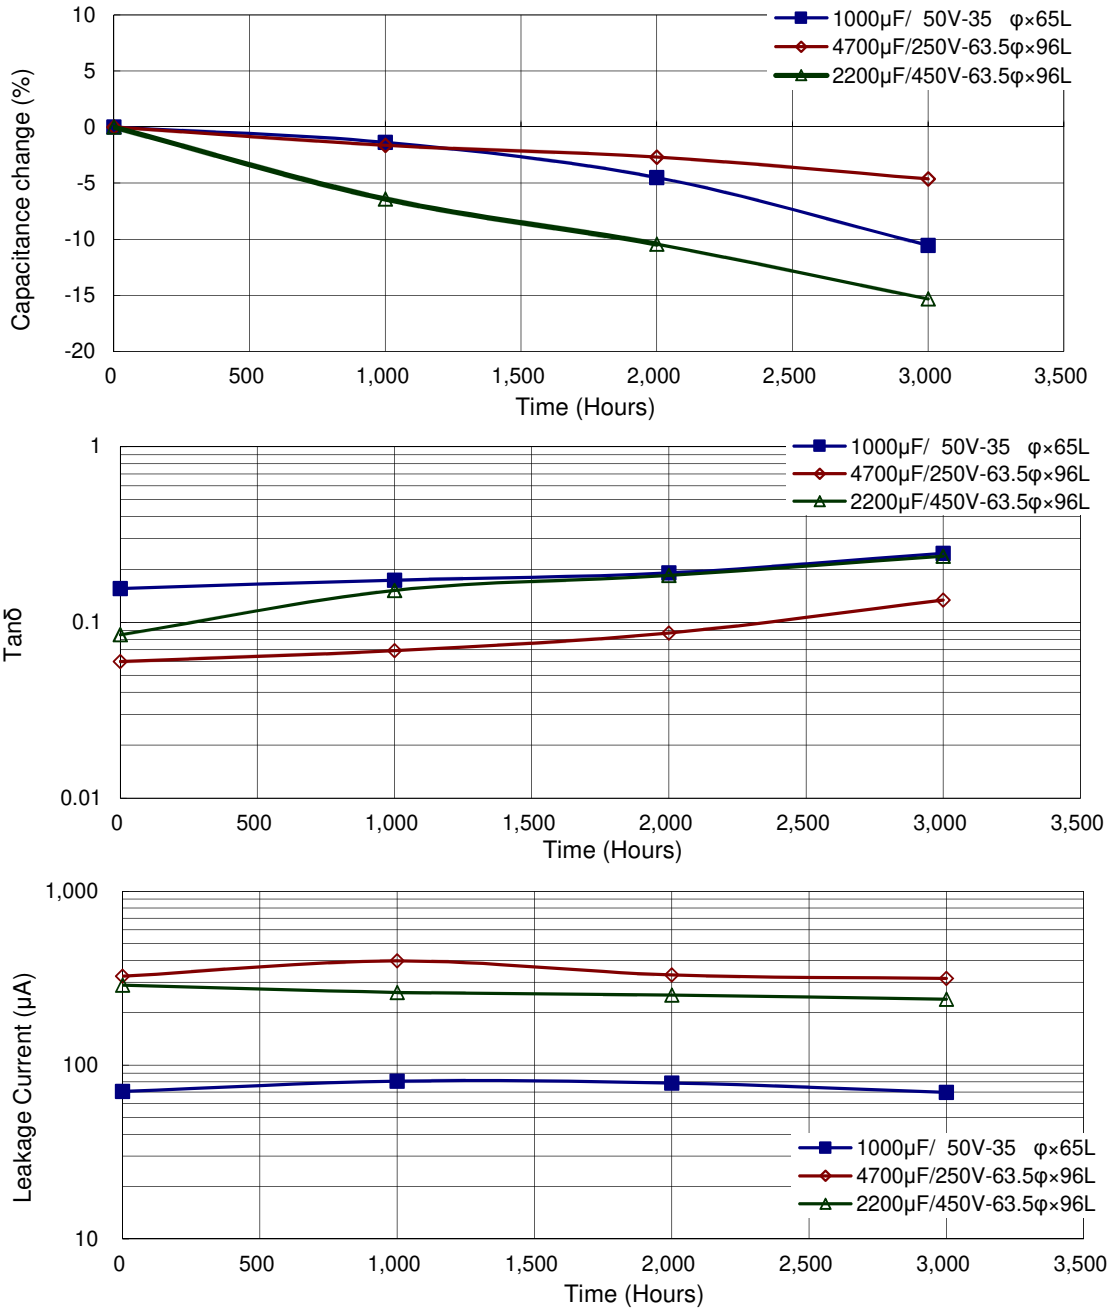 10
5
0
-5
-10
-15
-20
Capacitance change (%)
1000μF/ 50V-35 φ×65L
4700μF/250V-63.5φ×96L
2200μF/450V-63.5φ×96L
0 500 1,000 1,500 2,000 2,500 3,000 3,500
Time (Hours)
1
0.1
0.01
Tanδ
1000μF/ 50V-35 φ×65L
4700μF/250V-63.5φ×96L
2200μF/450V-63.5φ×96L
0 500 1,000 1,500 2,000 2,500 3,000 3,500
Time (Hours)
1,000
100
10
Leakage Current (μA)
1000μF/ 50V-35 φ×65L
4700μF/250V-63.5φ×96L
2200μF/450V-63.5φ×96L
0 500 1,000 1,500 2,000 2,500 3,000 3,500
Time (Hours)